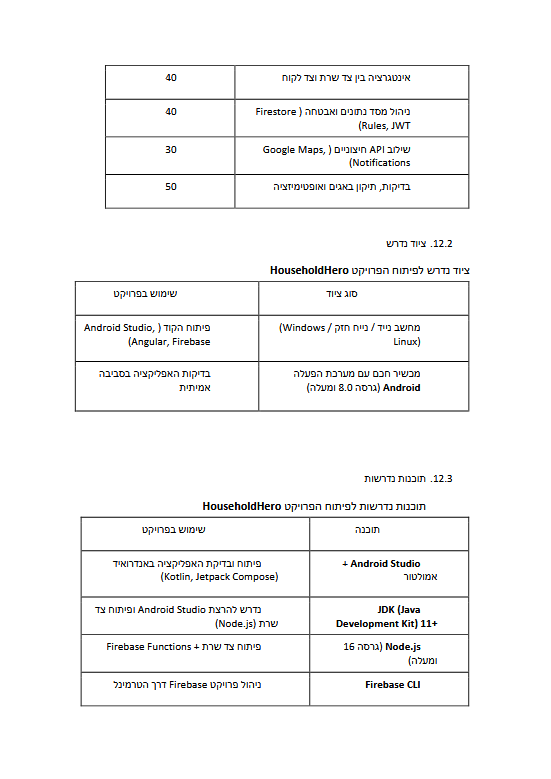 אינטגרציה בין צד שרת וצד לקוח
40
ניהול מסד נתונים ואבטחה ( Firestore
Rules, JWT)
40
שילוב API חיצוניים ( Google Maps,
Notifications)
30
בדיקות, תיקון באגים ואופטימיזציה
50
12.2. ציוד נדרש
ציוד נדרש לפיתוח הפרויקט HouseholdHero
סוג ציוד
שימוש בפרויקט
מחשב נייד / נייח חזק (Windows /
Linux)
פיתוח הקוד ( Android Studio,
Angular, Firebase)
מכשיר חכם עם מערכת הפעלה
Android (גרסה 8.0 ומעלה)
בדיקות האפליקציה בסביבה
אמיתית
12.3. תוכנות נדרשות
תוכנות נדרשות לפיתוח הפרויקט HouseholdHero
תוכנה
שימוש בפרויקט
Android Studio +
אמולטור
פיתוח ובדיקת האפליקציה באנדרואיד
(Kotlin, Jetpack Compose)
JDK (Java
Development Kit) 11+
נדרש להרצת Android Studio ופיתוח צד
שרת (Node.js)
Node.js (גרסה 16
ומעלה)
פיתוח צד שרת + Firebase Functions
Firebase CLI
ניהול פרויקט Firebase דרך הטרמינל